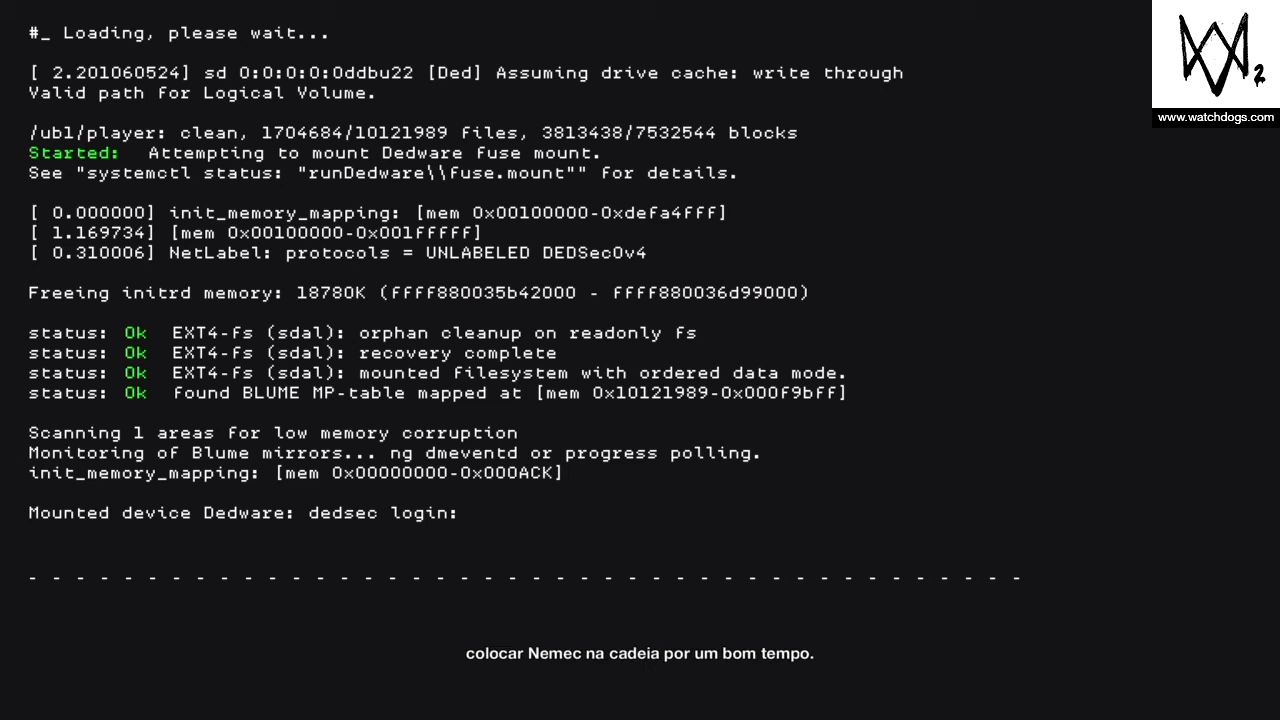 #_ Loading, please wait...
[ 2.201060524] sd 0:0:0:0:0ddbu22 [Ded] Assuming drive cache: write through
Valid path for Logical Volume.
/ubl/player: clean, 1704684/10121989 files, 3813438/7532544 blocks
Started: Attempting to mount Dedware fuse mount.
See "systemctl status: "runDedware\\fuse.mount"" for details.
[ 0.000000] init_memory_mapping: [mem 0x00100000-0xdefa4fff]
[ 1.169734] [mem 0x00100000-0x001fffff]
[ 0.310006] NetLabel: protocols = UNLABELED DEDSecOv4
Freeing initrd memory: 18780K (ffff880035b42000 - ffff880036d99000)
status: Ok EXT4-fs (sda1): orphan cleanup on readonly fs
status: Ok EXT4-fs (sda1): recovery complete
status: Ok EXT4-fs (sda1): mounted filesystem with ordered data mode.
status: Ok found BLUME MP-table mapped at [mem 0x10121989-0x000f9bff]
Scanning 1 areas for low memory corruption
Monitoring of Blume mirrors... ng dmeventd or progress polling.
init_memory_mapping: [mem 0x00000000-0x000ACK]
Mounted device Dedware: dedsec login:
- - - - - - - - - - - - - - - - - - - - - - - - - - - - - - - - - - - - - - - - - -
colocar Nemec na cadeia por um bom tempo.
2
www.watchdogs.com